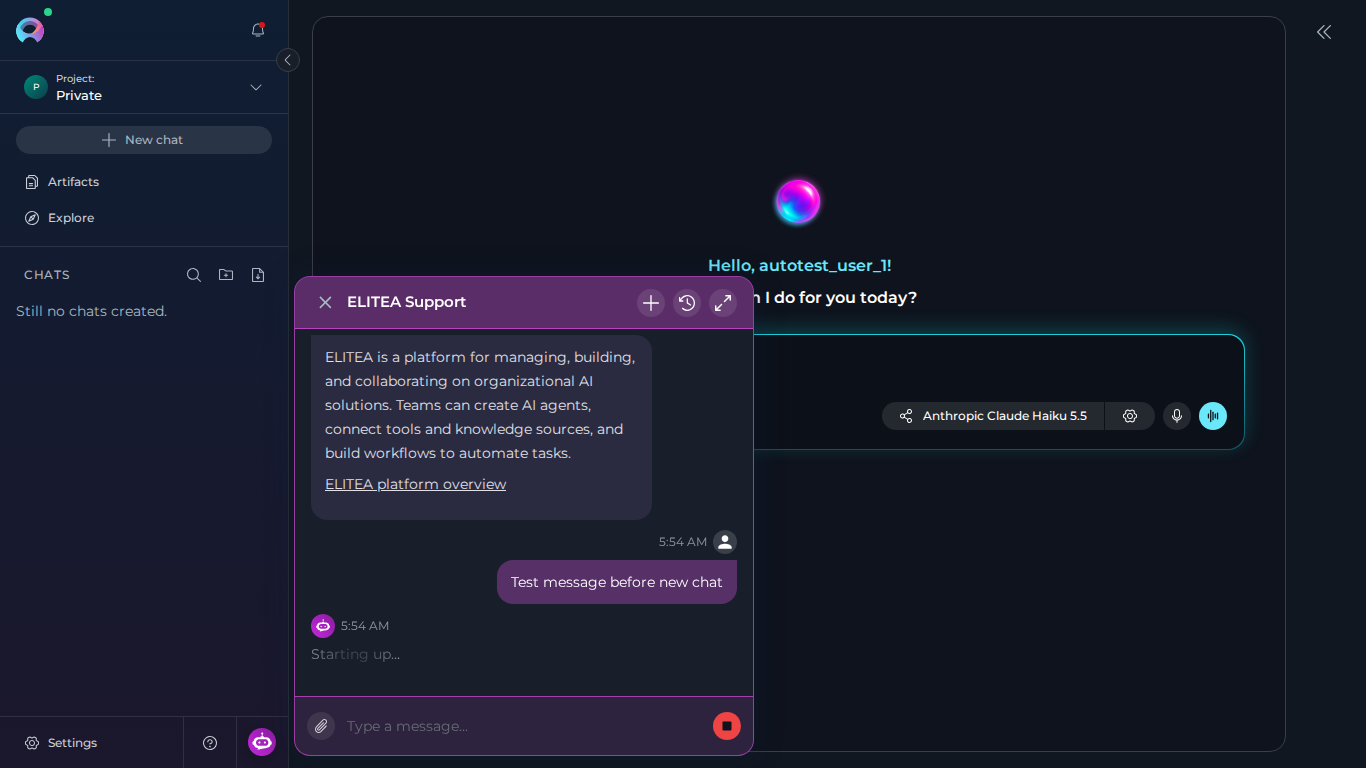 Project:
P
Private
New chat
Artifacts
Explore
CHATS
Still no chats created.
Settings
Hello, autotest_user_1!
I do for you today?
Anthropic Claude Haiku 5.5
ELITEA Support
ELITEA is a platform for managing, building,
and collaborating on organizational AI
solutions. Teams can create AI agents,
connect tools and knowledge sources, and
build workflows to automate tasks.
ELITEA platform overview
5:54 AM
Test message before new chat
5:54 AM
Starting up...
Type a message...